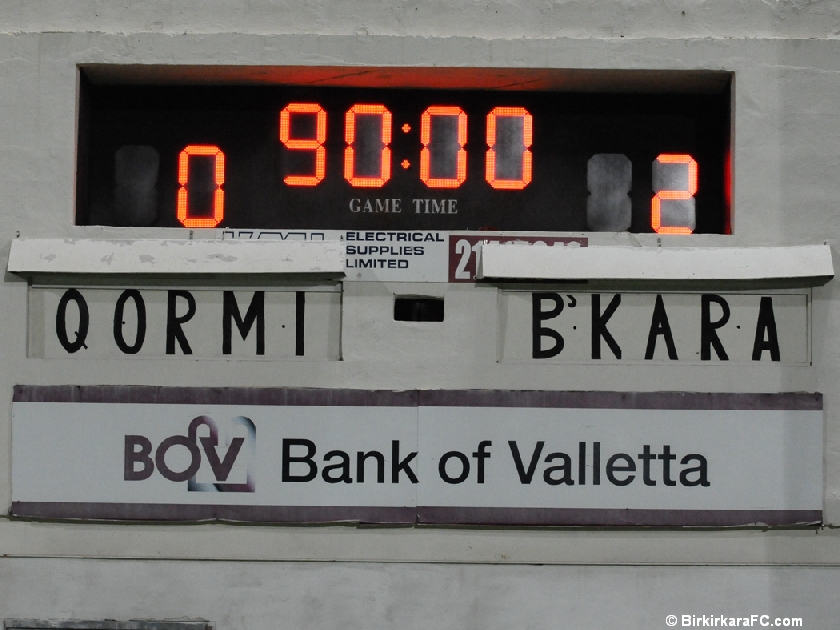 90:00
0
2
GAME TIME
ELECTRICAL
SUPPLIES
LIMITED
QORMI
B'KARA
BOV Bank of Valletta
© BirkirkaraFC.com